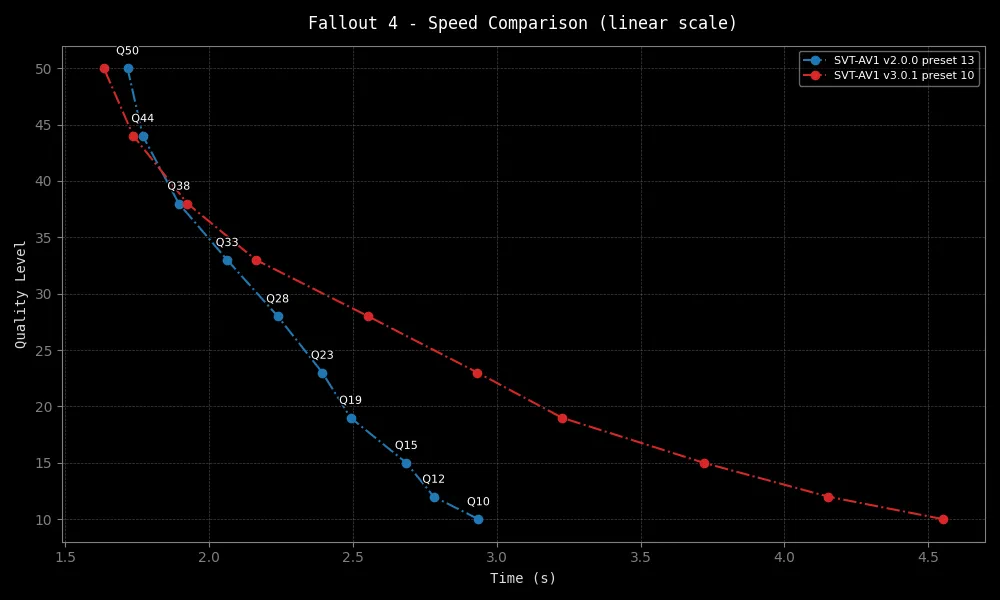 Fallout 4 - Speed Comparison (linear scale)
SVT-AV1 v2.0.0 preset 13
SVT-AV1 v3.0.1 preset 10
Quality Level
50
45
40
35
30
25
20
15
10
Q50
Q44
Q38
Q33
Q28
Q23
Q19
Q15
Q12
Q10
1.5 2.0 2.5 3.0 3.5 4.0 4.5
Time (s)